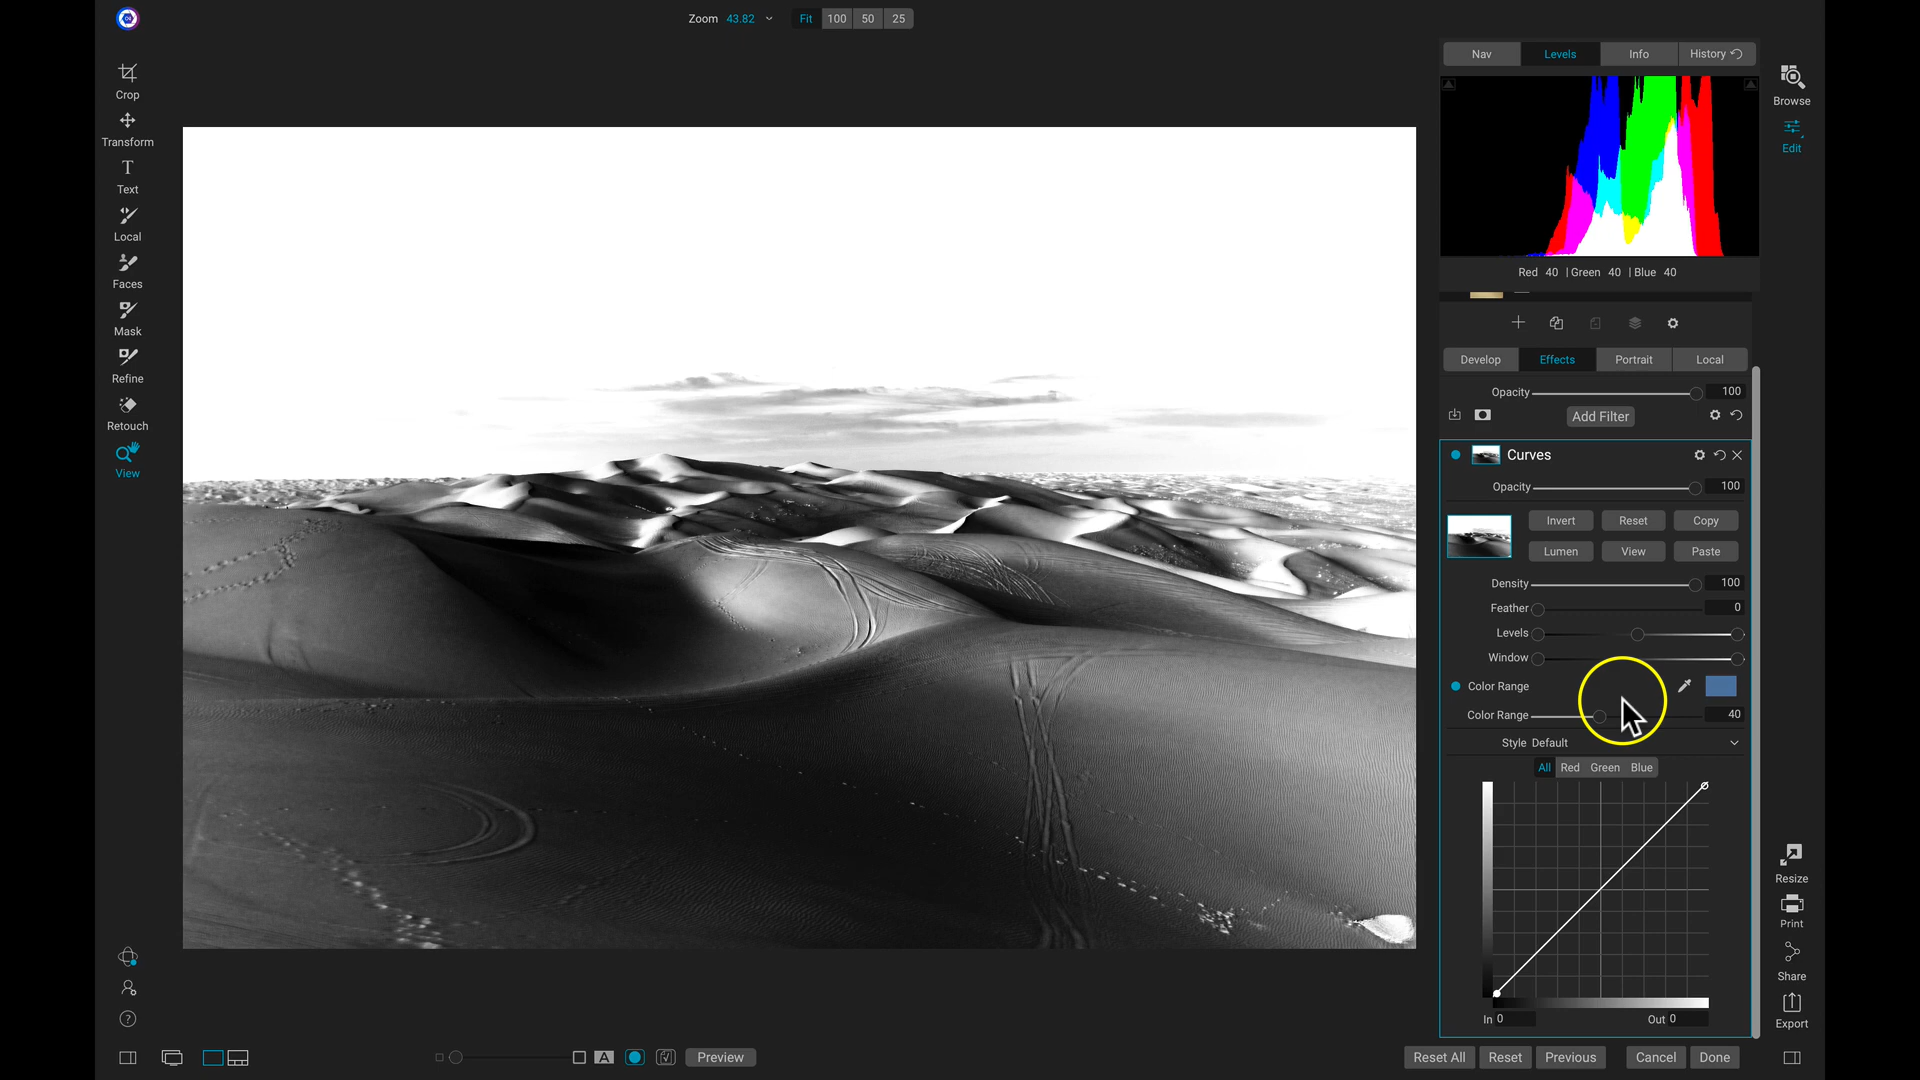 Zoom 43.82 Fit 100 50 25
Crop
Transform
Text
Local
Faces
Mask
Refine
Retouch
View
Nav Levels Info History
Red 40 | Green 40 | Blue 40
Develop Effects Portrait Local
Opacity 100
Add Filter
Curves
Opacity 100
Invert Reset Copy
Lumen View Paste
Density 100
Feather 0
Levels
Window
Color Range
Color Range 40
Style Default
All Red Green Blue
In 0 Out 0
Browse
Edit
Resize
Print
Share
Export
?
A
Preview
Reset All Reset Previous Cancel Done